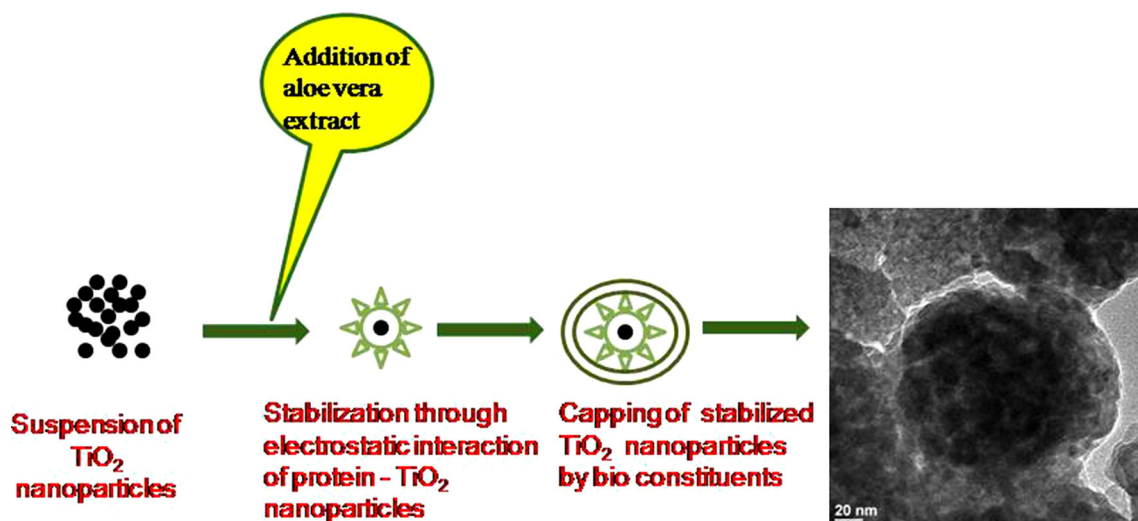 Addition of
aloe vera
extract
Suspension of
TiO₂
nanoparticles
Stabilization through
electrostatic interaction
of protein - TiO₂
nanoparticles
Capping of stabilized
TiO₂ nanoparticles
by bio constituents
20 nm